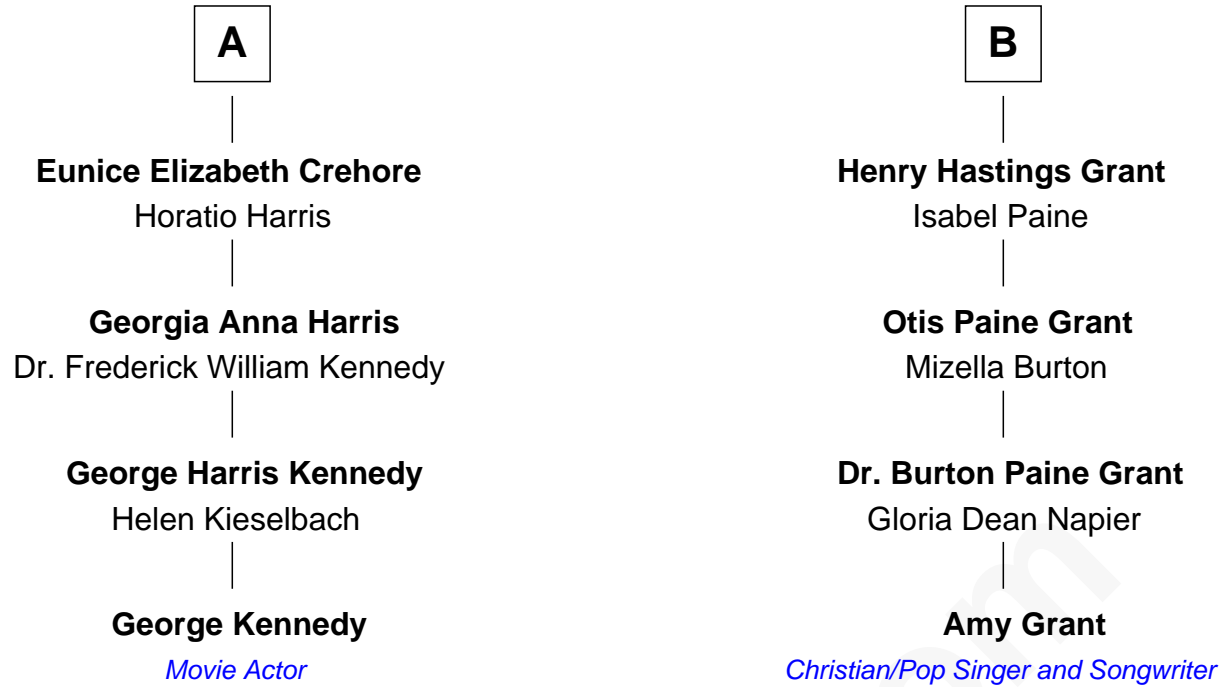 A
Eunice Elizabeth Crehore
Horatio Harris
Georgia Anna Harris
Dr. Frederick William Kennedy
George Harris Kennedy
Helen Kieselbach
George Kennedy
Movie Actor
B
Henry Hastings Grant
Isabel Paine
Otis Paine Grant
Mizella Burton
Dr. Burton Paine Grant
Gloria Dean Napier
Amy Grant
Christian/Pop Singer and Songwriter